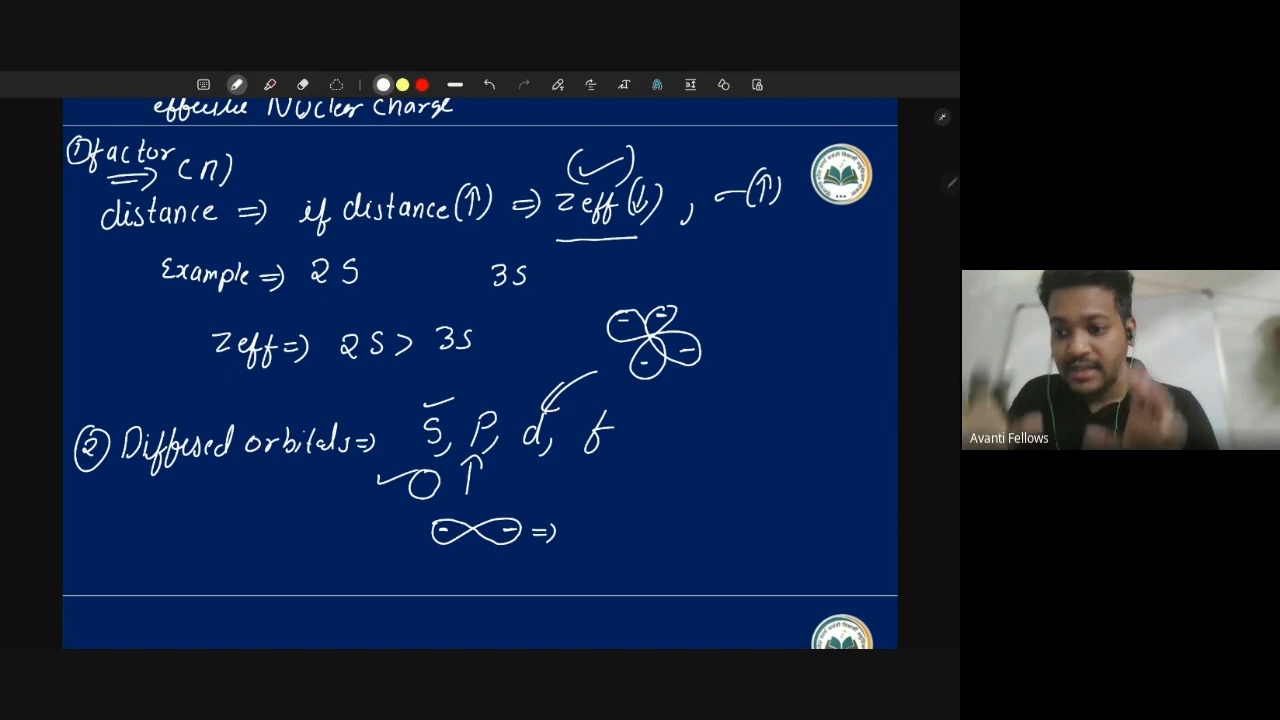 effective Nuclear Charge
① factor (n)
distance ⇒ if distance(↑) ⇒ Zeff(↓) , (↑)
Example ⇒ 2S 3S
Zeff ⇒ 2S > 3S
② Diffused orbitals ⇒ S, P, d, f
Avanti Fellows